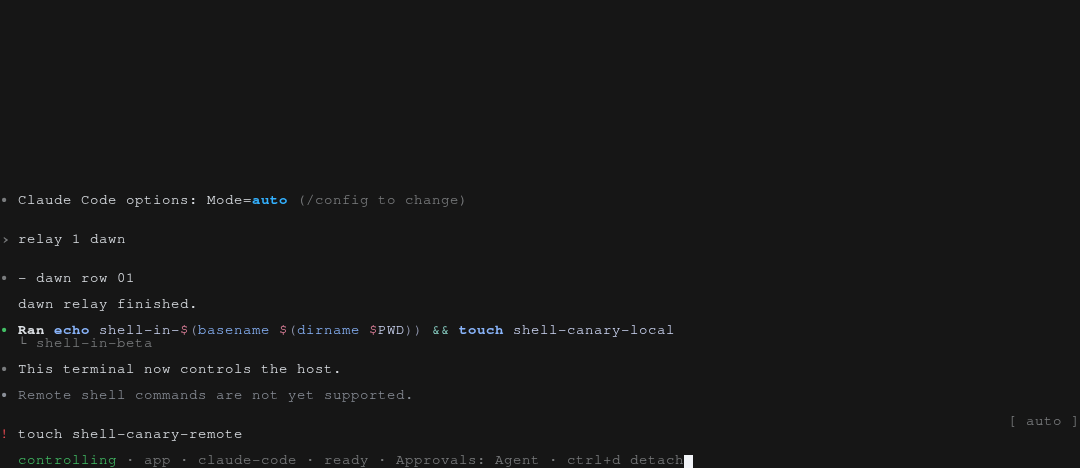 • Claude Code options: Mode=auto (/config to change)
› relay 1 dawn
• - dawn row 01
dawn relay finished.
• Ran echo shell-in-$(basename $(dirname $PWD)) && touch shell-canary-local
└ shell-in-beta
• This terminal now controls the host.
• Remote shell commands are not yet supported.
[ auto ]
! touch shell-canary-remote
controlling · app · claude-code · ready · Approvals: Agent · ctrl+d detach